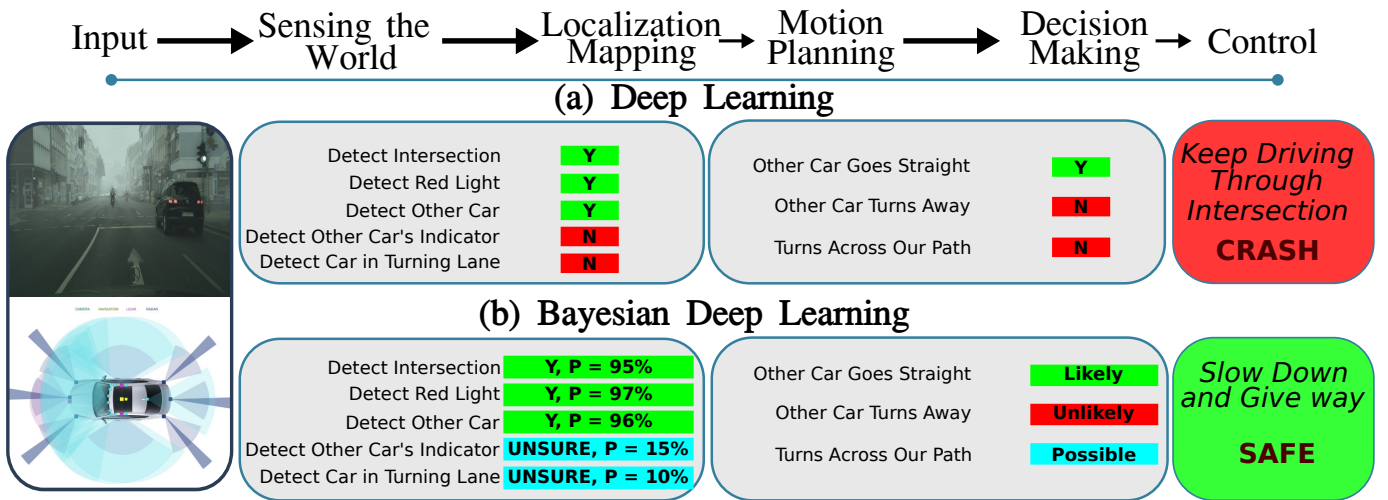 Input
Sensing the
World
Localization
Mapping
Motion
Planning
Decision
Making
Control
(a) Deep Learning
Detect Intersection Y
Detect Red Light Y
Detect Other Car Y
Detect Other Car's Indicator N
Detect Car in Turning Lane N
Other Car Goes Straight Y
Other Car Turns Away N
Turns Across Our Path N
Keep Driving
Through
Intersection
CRASH
(b) Bayesian Deep Learning
Detect Intersection Y, P = 95%
Detect Red Light Y, P = 97%
Detect Other Car Y, P = 96%
Detect Other Car's Indicator UNSURE, P = 15%
Detect Car in Turning Lane UNSURE, P = 10%
Other Car Goes Straight Likely
Other Car Turns Away Unlikely
Turns Across Our Path Possible
Slow Down
and Give way
SAFE